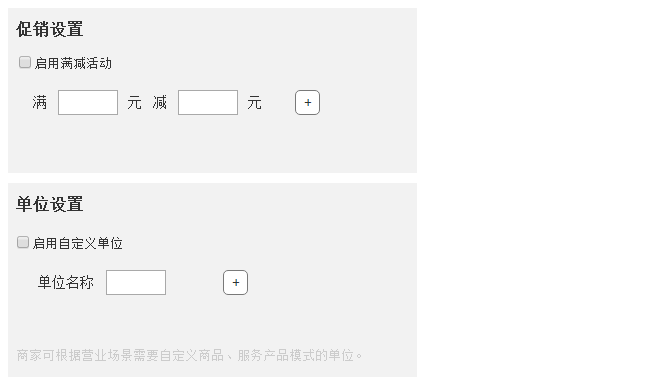 促销设置
启用满减活动
满 元 减 元 +
单位设置
启用自定义单位
单位名称 +
商家可根据营业场景需要自定义商品、服务产品模式的单位。